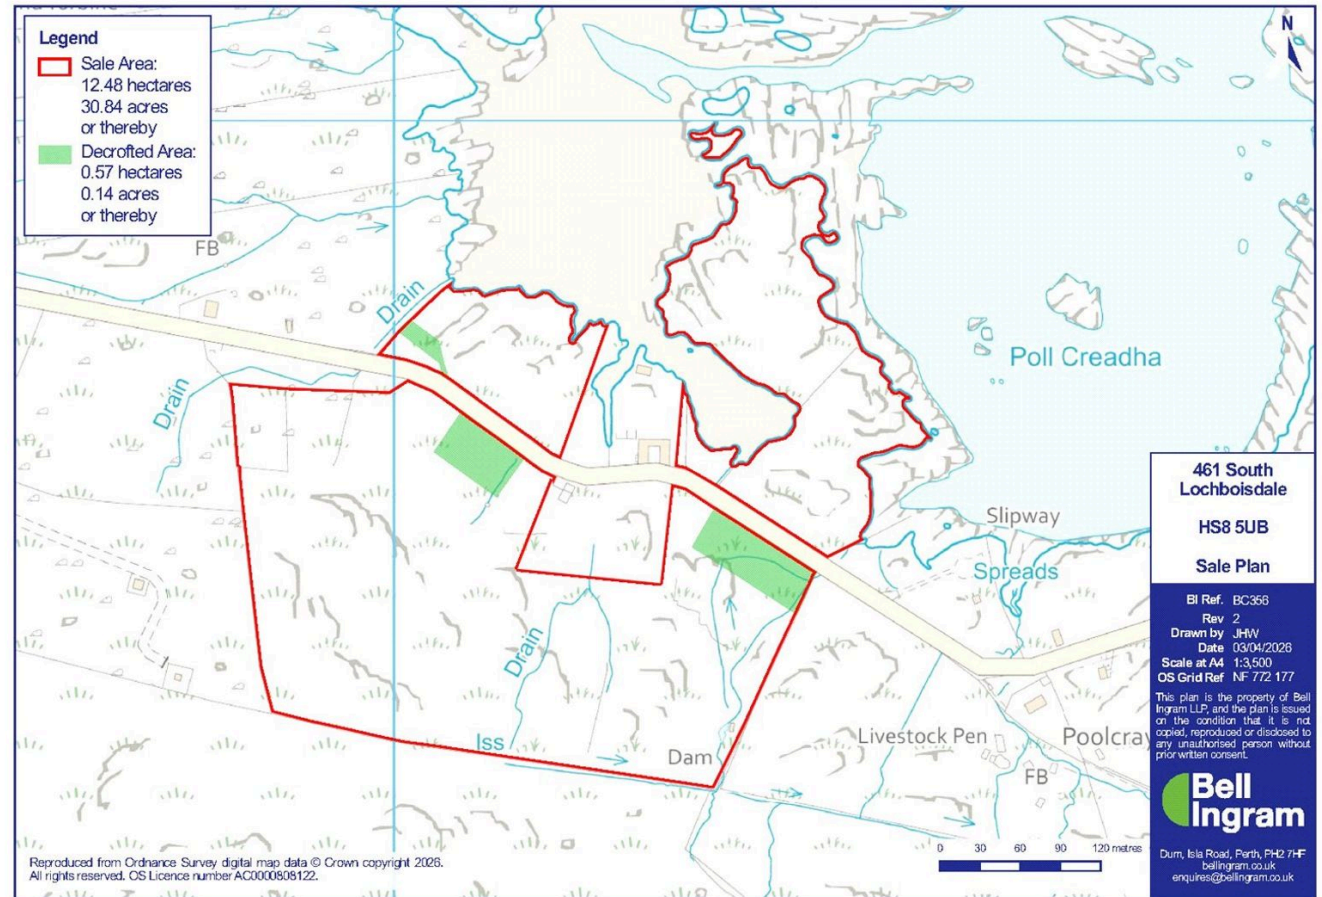 Legend
Sale Area:
12.48 hectares
30.84 acres
or thereby
Decrofted Area:
0.57 hectares
0.14 acres
or thereby
N
FB
Drain
Drain
Poll Creadha
Slipway
Spreads
Drain
Iss
Dam
Livestock Pen
FB
0 30 60 90 120 metres
Reproduced from Ordnance Survey digital map data © Crown copyright 2026.
All rights reserved. OS Licence number AC0000808122.
461 South
Lochboisdale
HS8 5UB
Sale Plan
BI Ref. BC356
Rev 2
Drawn by JHW
Date 03/04/2026
Scale at A4 1:3,500
OS Grid Ref NF 772 177
This plan is the property of Bell
Ingram LLP, and the plan is issued
on the condition that it is not
copied, reproduced or disclosed to
any unauthorised person without
prior written consent.
Bell
Ingram
Durn, Isla Road, Perth, PH2 7HF
bellingram.co.uk
enquires@bellingram.co.uk